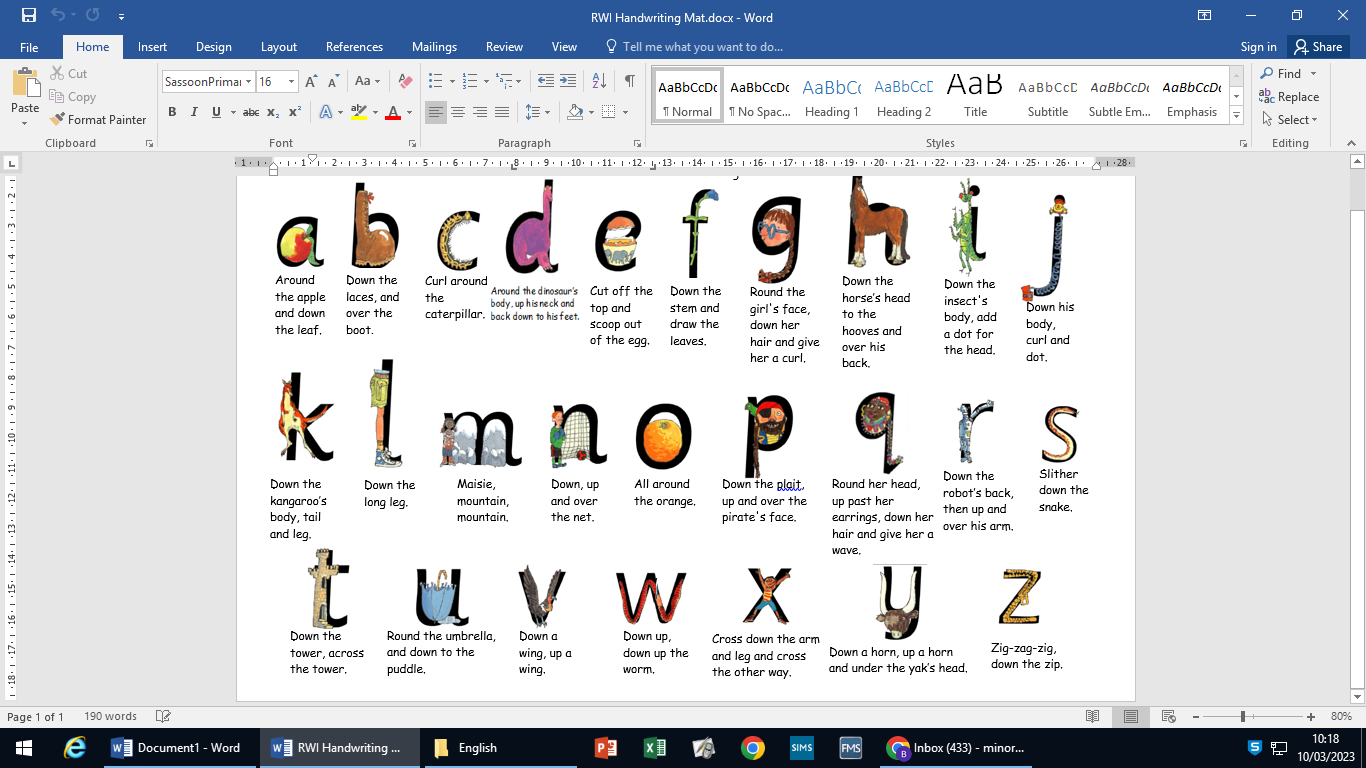 RWI Handwriting Mat.docx - Word
File Home Insert Design Layout References Mailings Review View Tell me what you want to do... Sign in Share
Paste
Cut
Copy
Format Painter
SassoonPrimar 16
AaBbCcDc AaBbCcDc AaBbCc AaBbCcD AaB AaBbCcD AaBbCcDc AaBbCcDc
¶ Normal ¶ No Spac... Heading 1 Heading 2 Title Subtitle Subtle Em... Emphasis
Find
Replace
Select
Clipboard Font Paragraph Styles Editing
a b c d e f g h i j
Around
the apple
and down
the leaf.
Down the
laces, and
over the
boot.
Curl around
the
caterpillar.
Around the dinosaur's
body, up his neck and
back down to his feet.
Cut off the
top and
scoop out
of the egg.
Down the
stem and
draw the
leaves.
Round the
girl's face,
down her
hair and give
her a curl.
Down the
horse's head
to the
hooves and
over his
back.
Down the
insect's
body, add
a dot for
the head.
Down his
body,
curl and
dot.
k l m n o p q r s
Down the
kangaroo's
body, tail
and leg.
Down the
long leg.
Maisie,
mountain,
mountain.
Down, up
and over
the net.
All around
the orange.
Down the plait,
up and over the
pirate's face.
Round her head,
up past her
earrings, down her
hair and give her a
wave.
Down the
robot's back,
then up and
over his arm.
Slither
down the
snake.
t u v w x y z
Down the
tower, across
the tower.
Round the umbrella,
and down to the
puddle.
Down a
wing, up a
wing.
Down up,
down up the
worm.
Cross down the arm
and leg and cross
the other way.
Down a horn, up a horn
and under the yak's head.
Zig-zag-zig,
down the zip.
Page 1 of 1 190 words 80%
Document1 - Word RWI Handwriting ... English SIMS FMS Inbox (433) - minor... 10:18
10/03/2023